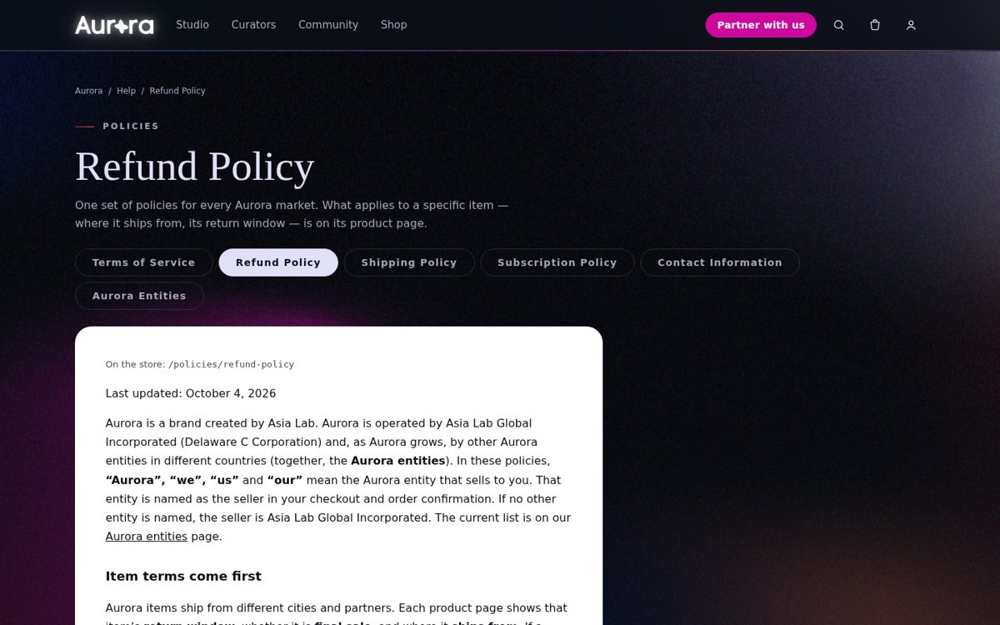 Aurora
Studio
Curators
Community
Shop
Partner with us
Aurora / Help / Refund Policy
POLICIES
Refund Policy
One set of policies for every Aurora market. What applies to a specific item —
where it ships from, its return window — is on its product page.
Terms of Service
Refund Policy
Shipping Policy
Subscription Policy
Contact Information
Aurora Entities
On the store: /policies/refund-policy
Last updated: October 4, 2026
Aurora is a brand created by Asia Lab. Aurora is operated by Asia Lab Global
Incorporated (Delaware C Corporation) and, as Aurora grows, by other Aurora
entities in different countries (together, the Aurora entities). In these policies,
“Aurora”, “we”, “us” and “our” mean the Aurora entity that sells to you. That
entity is named as the seller in your checkout and order confirmation. If no other
entity is named, the seller is Asia Lab Global Incorporated. The current list is on our
Aurora entities page.
Item terms come first
Aurora items ship from different cities and partners. Each product page shows that
item’s return window, whether it is final sale, and where it ships from. If a